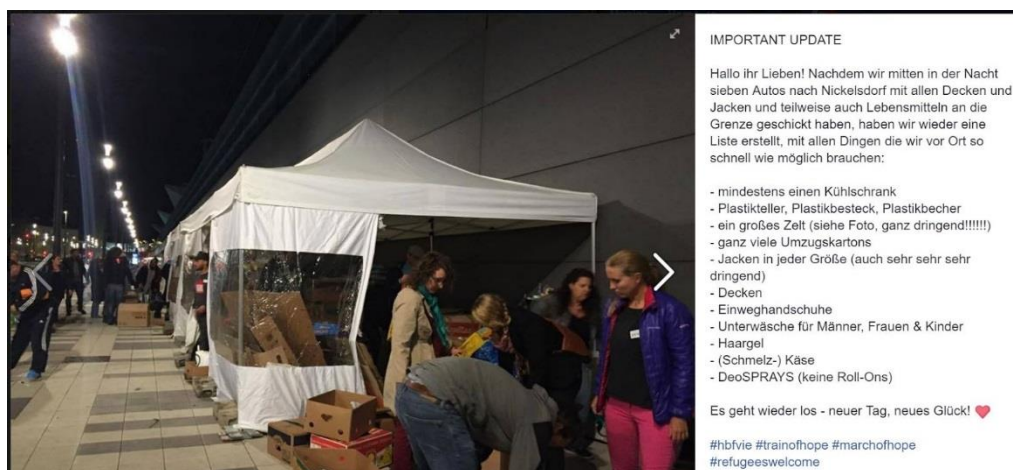 IMPORTANT UPDATE
Hallo ihr Lieben! Nachdem wir mitten in der Nacht
sieben Autos nach Nickelsdorf mit allen Decken und
Jacken und teilweise auch Lebensmitteln an die
Grenze geschickt haben, haben wir wieder eine
Liste erstellt, mit allen Dingen die wir vor Ort so
schnell wie möglich brauchen:
- mindestens einen Kühlschrank
- Plastikteller, Plastikbesteck, Plastikbecher
- ein großes Zelt (siehe Foto, ganz dringend!!!!!!)
- ganz viele Umzugskartons
- Jacken in jeder Größe (auch sehr sehr sehr
dringend)
- Decken
- Einweghandschuhe
- Unterwäsche für Männer, Frauen & Kinder
- Haargel
- (Schmelz-) Käse
- DeoSPRAYS (keine Roll-Ons)
Es geht wieder los - neuer Tag, neues Glück! ❤
#hbfvie #trainofhope #marchofhope
#refugeeswelcome